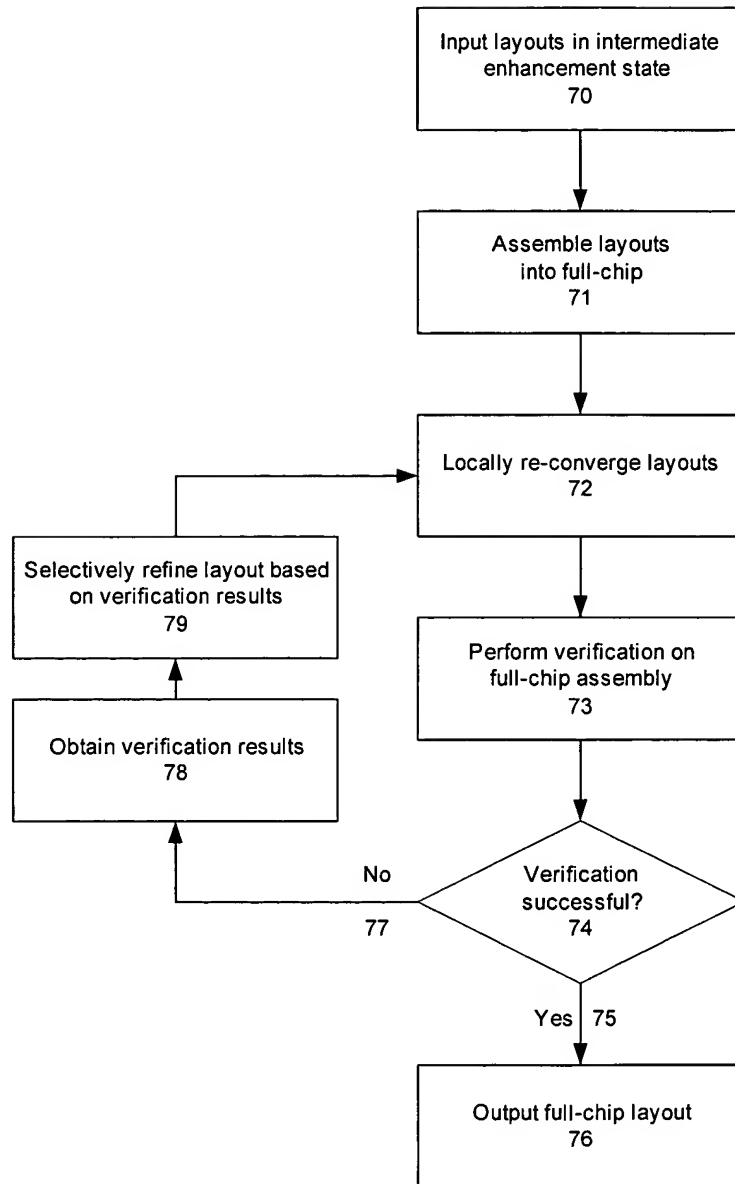 Input layouts in intermediate
enhancement state
70
Assemble layouts
into full-chip
71
Locally re-converge layouts
72
Selectively refine layout based
on verification results
79
Perform verification on
full-chip assembly
73
Obtain verification results
78
Verification
successful?
74
No
77
Yes 75
Output full-chip layout
76